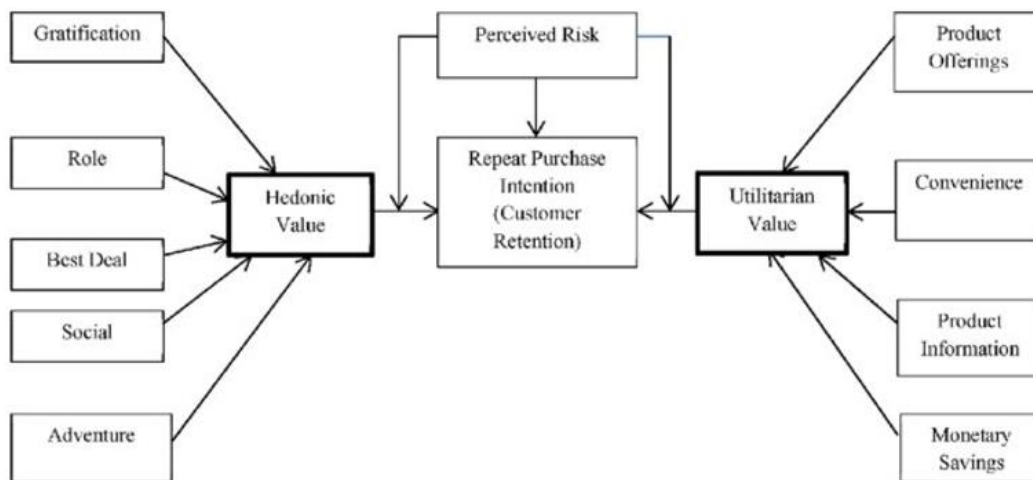 Gratification
Role
Best Deal
Social
Adventure
Hedonic
Value
Perceived Risk
Repeat Purchase
Intention
(Customer
Retention)
Utilitarian
Value
Product
Offerings
Convenience
Product
Information
Monetary
Savings